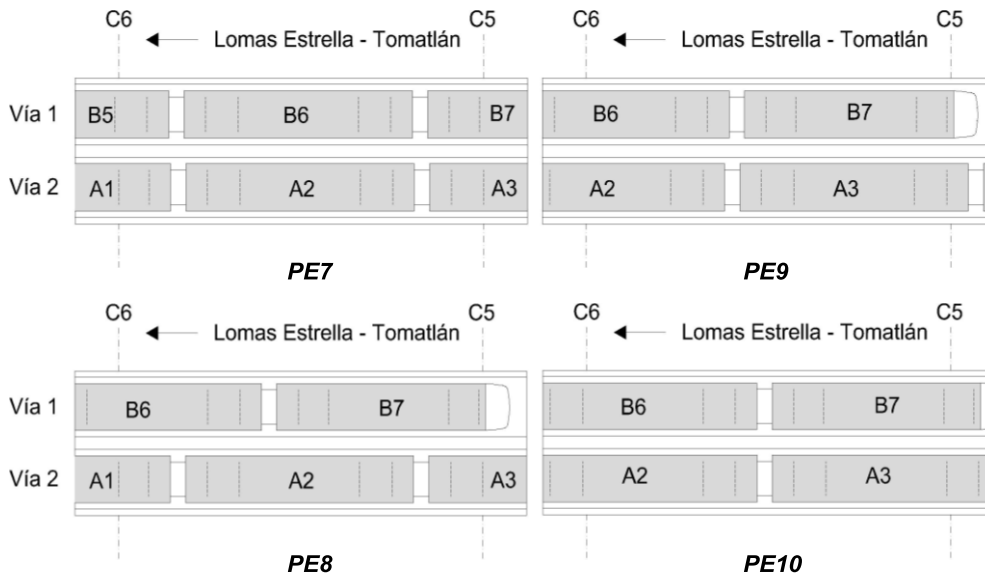 C6 C5 C6 C5
Lomas Estrella - Tomatlán Lomas Estrella - Tomatlán
Vía 1 B5 B6 B7 B6 B7
Vía 2 A1 A2 A3 A2 A3
PE7 PE9
C6 C5 C6 C5
Lomas Estrella - Tomatlán Lomas Estrella - Tomatlán
Vía 1 B6 B7 B6 B7
Vía 2 A1 A2 A3 A2 A3
PE8 PE10